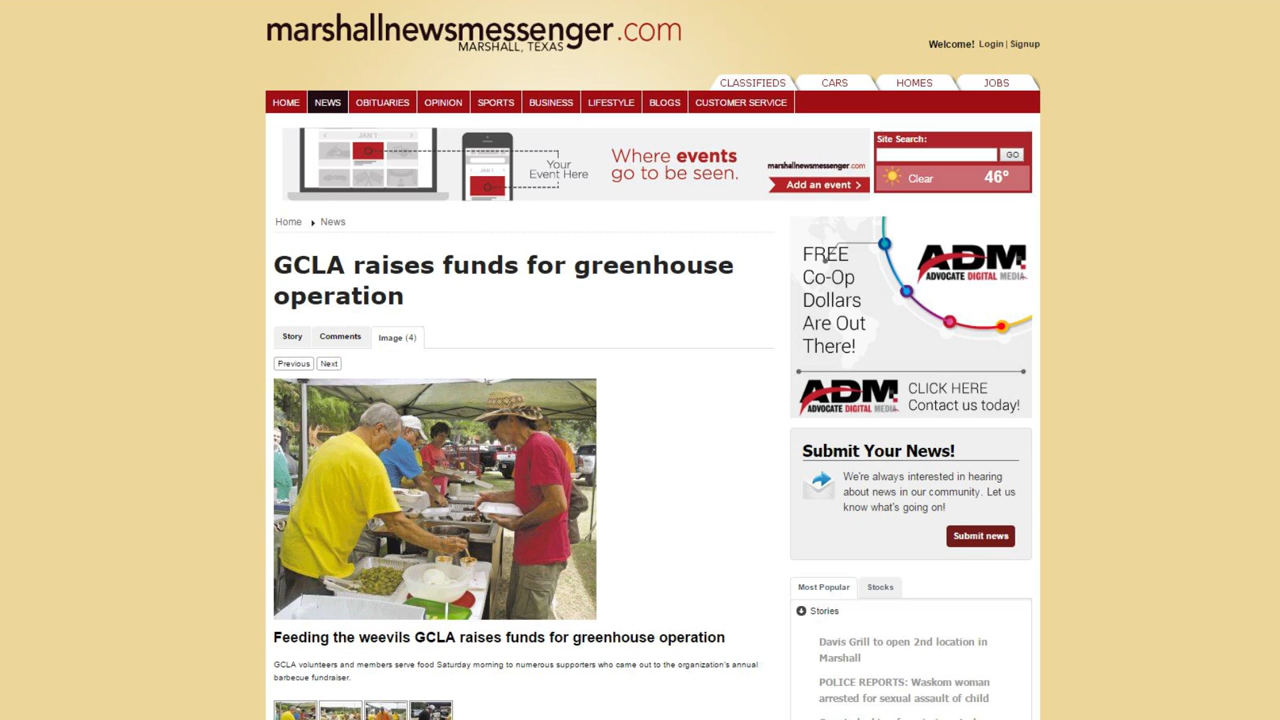 marshallnewsmessenger.com
MARSHALL, TEXAS
Welcome! Login | Signup
CLASSIFIEDS CARS HOMES JOBS
HOME NEWS OBITUARIES OPINION SPORTS BUSINESS LIFESTYLE BLOGS CUSTOMER SERVICE
JAN 1
JAN 1
Your
Event Here
Where events
go to be seen.
marshallnewsmessenger.com
Add an event >
Site Search:
GO
Clear 46°
Home News
GCLA raises funds for greenhouse
operation
Story Comments Image (4)
Previous Next
Feeding the weevils GCLA raises funds for greenhouse operation
GCLA volunteers and members serve food Saturday morning to numerous supporters who came out to the organization's annual
barbecue fundraiser.
FREE
Co-Op
Dollars
Are Out
There!
ADM
ADVOCATE DIGITAL MEDIA
ADM
ADVOCATE DIGITAL MEDIA
CLICK HERE
Contact us today!
Submit Your News!
We're always interested in hearing
about news in our community. Let us
know what's going on!
Submit news
Most Popular Stocks
Stories
Davis Grill to open 2nd location in
Marshall
POLICE REPORTS: Waskom woman
arrested for sexual assault of child